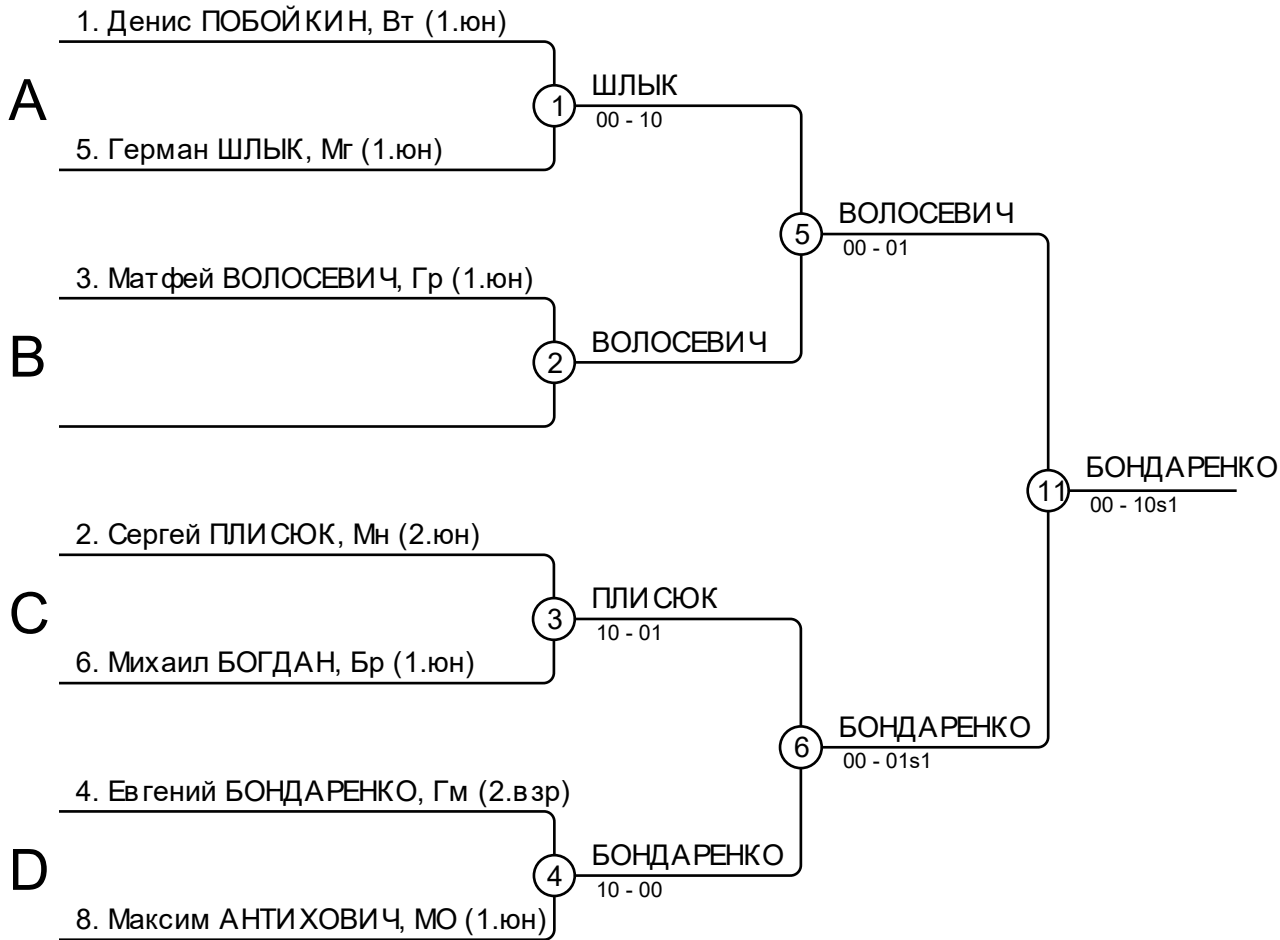 1. Денис ПОБОЙКИН, Вт (1.юн)
A
1
ШЛЫК
00 - 10
5. Герман ШЛЫК, Мг (1.юн)
5
ВОЛОСЕВИЧ
00 - 01
3. Матфей ВОЛОСЕВИЧ, Гр (1.юн)
B
2
ВОЛОСЕВИЧ
11
БОНДАРЕНКО
00 - 10s1
2. Сергей ПЛИСЮК, Мн (2.юн)
C
3
ПЛИСЮК
10 - 01
6. Михаил БОГДАН, Бр (1.юн)
6
БОНДАРЕНКО
00 - 01s1
4. Евгений БОНДАРЕНКО, Гм (2.взр)
D
4
БОНДАРЕНКО
10 - 00
8. Максим АНТИХОВИЧ, МО (1.юн)